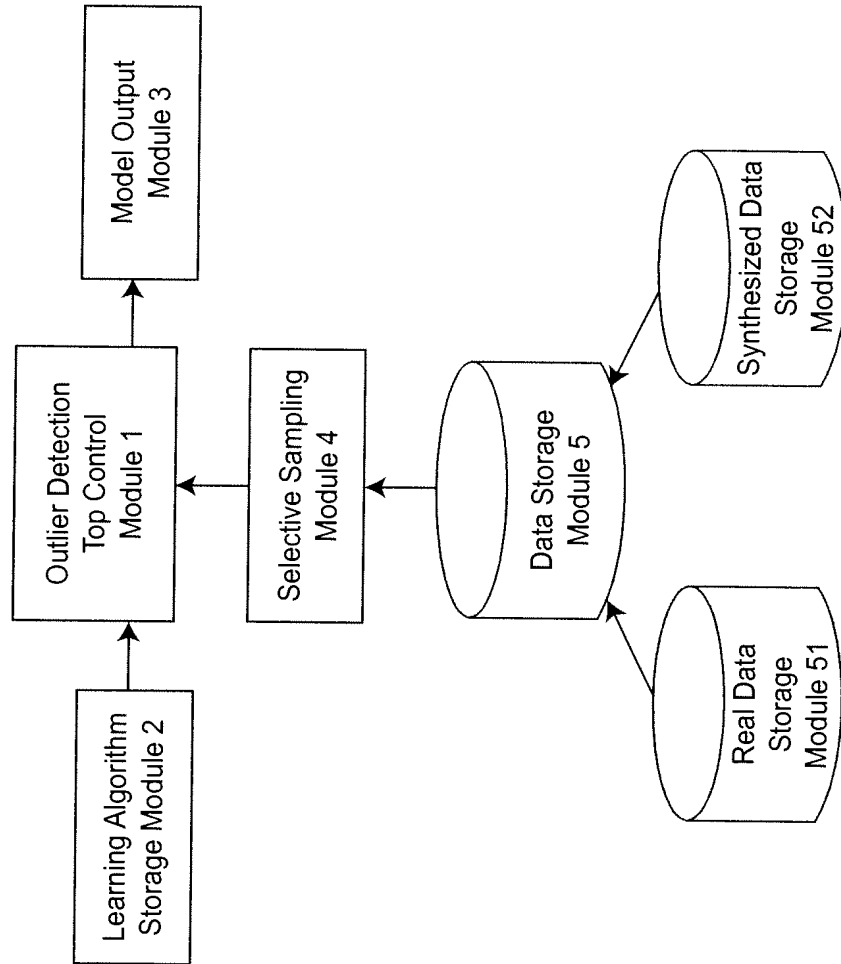 Learning Algorithm
Storage Module 2
Outlier Detection
Top Control
Module 1
Model Output
Module 3
Selective Sampling
Module 4
Data Storage
Module 5
Real Data
Storage
Module 51
Synthesized Data
Storage
Module 52